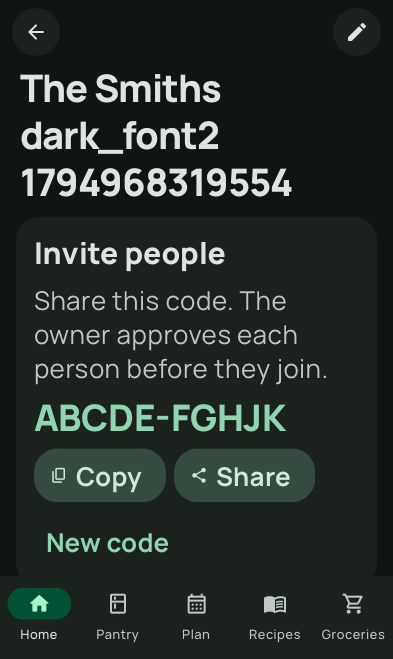 The Smiths
dark_font2
1794968319554
Invite people
Share this code. The
owner approves each
person before they join.
ABCDE-FGHJK
Copy Share
New code
Home Pantry Plan Recipes Groceries